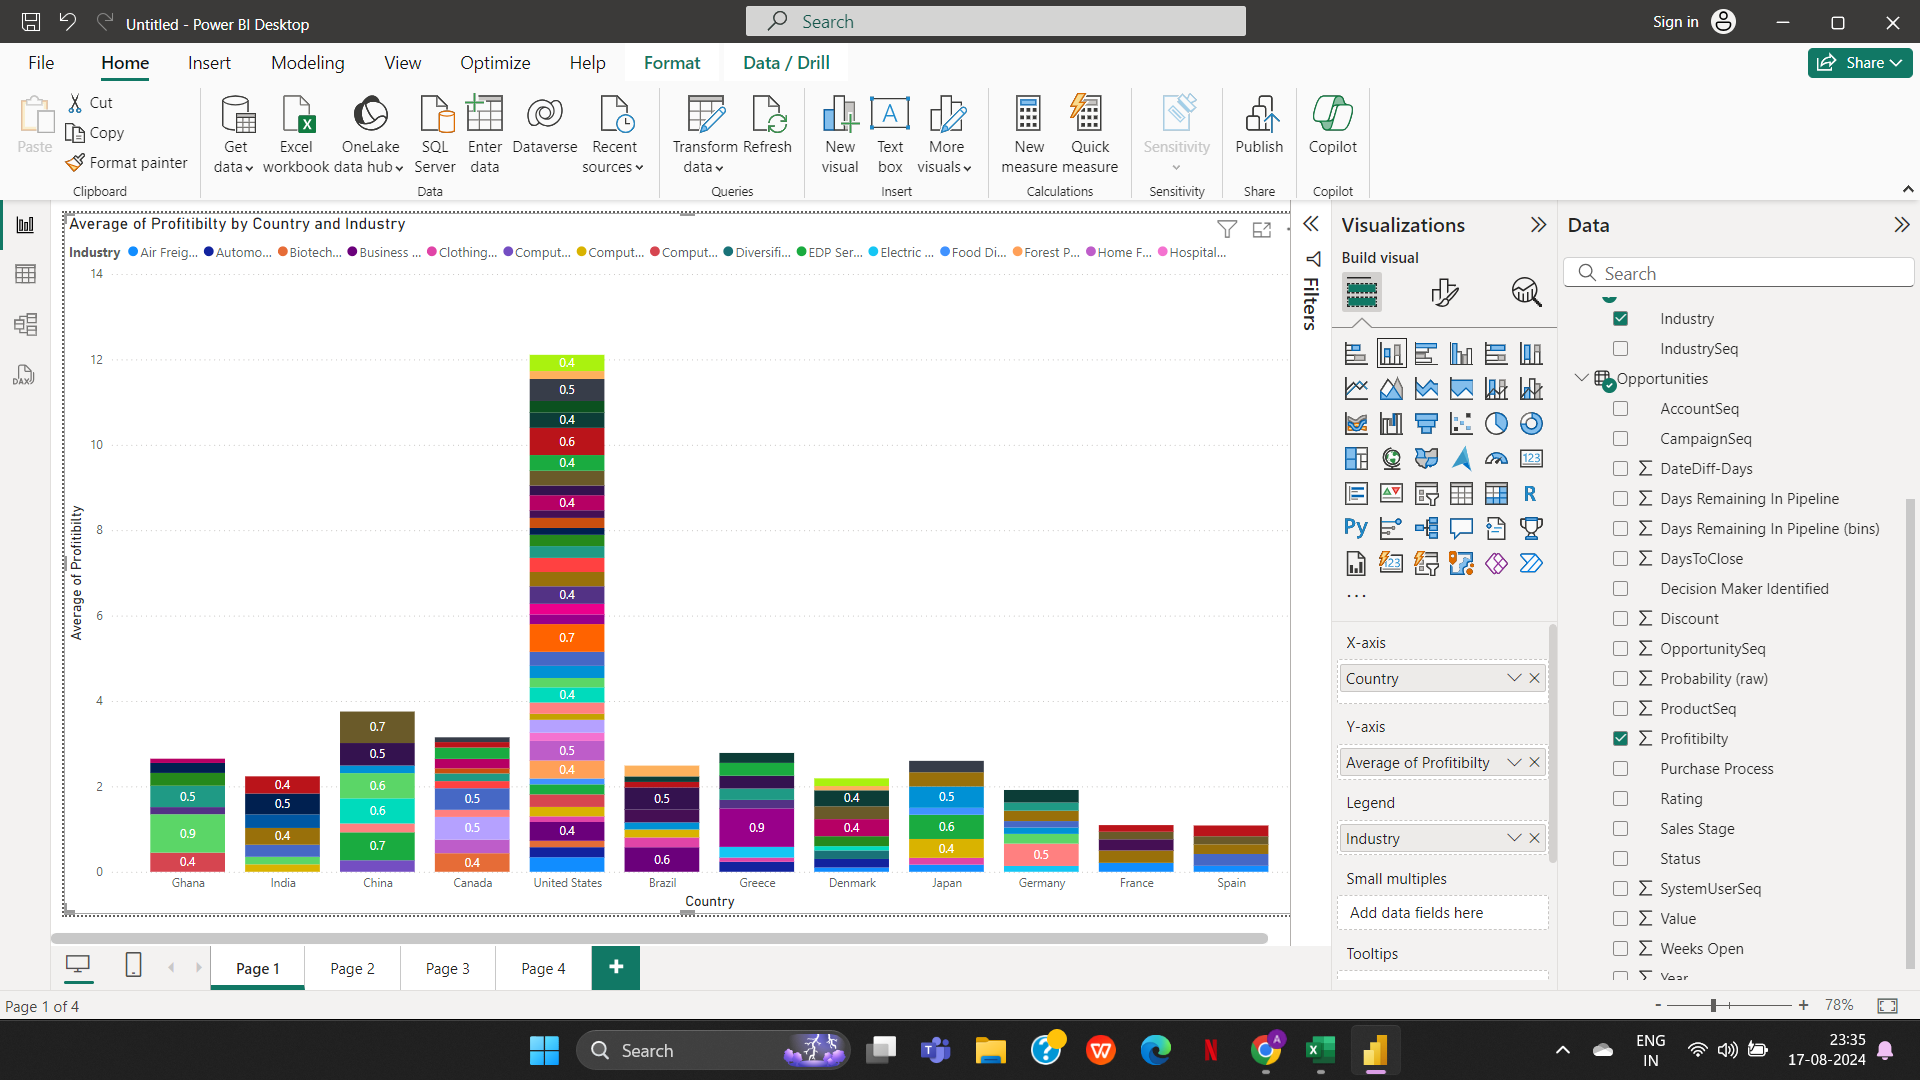 Untitled - Power BI Desktop
Search
Sign in
File Home Insert Modeling View Optimize Help Format Data / Drill
Share
Paste
Cut
Copy
Format painter
Clipboard
Get data
Excel workbook
OneLake data hub
SQL Server
Enter data
Dataverse
Recent sources
Data
Transform data
Refresh
Queries
New visual
Text box
More visuals
Insert
New measure
Quick measure
Calculations
Sensitivity
Sensitivity
Publish
Share
Copilot
Copilot
DAX
Average of Profitibilty by Country and Industry
Industry Air Freig... Automo... Biotech... Business ... Clothing... Comput... Comput... Comput... Diversifi... EDP Ser... Electric ... Food Di... Forest P... Home F... Hospital...
Average of Profitibilty
14
12
10
8
6
4
2
0
0.5
0.9
0.4
0.4
0.5
0.4
0.7
0.5
0.6
0.6
0.7
0.5
0.5
0.4
0.4
0.5
0.4
0.6
0.4
0.4
0.4
0.7
0.4
0.5
0.4
0.4
0.5
0.6
0.9
0.4
0.4
0.5
0.6
0.4
0.5
Ghana India China Canada United States Brazil Greece Denmark Japan Germany France Spain
Country
Filters
Visualizations
Build visual
123
R
Py
123
...
X-axis
Country
Y-axis
Average of Profitibilty
Legend
Industry
Small multiples
Add data fields here
Tooltips
Data
Search
Industry
IndustrySeq
Opportunities
AccountSeq
CampaignSeq
∑ DateDiff-Days
∑ Days Remaining In Pipeline
∑ Days Remaining In Pipeline (bins)
∑ DaysToClose
Decision Maker Identified
∑ Discount
∑ OpportunitySeq
∑ Probability (raw)
∑ ProductSeq
∑ Profitibilty
Purchase Process
Rating
Sales Stage
Status
∑ SystemUserSeq
∑ Value
∑ Weeks Open
∑ Year
Page 1 Page 2 Page 3 Page 4 +
Page 1 of 4
- + 78%
Search
ENG
IN
23:35
17-08-2024